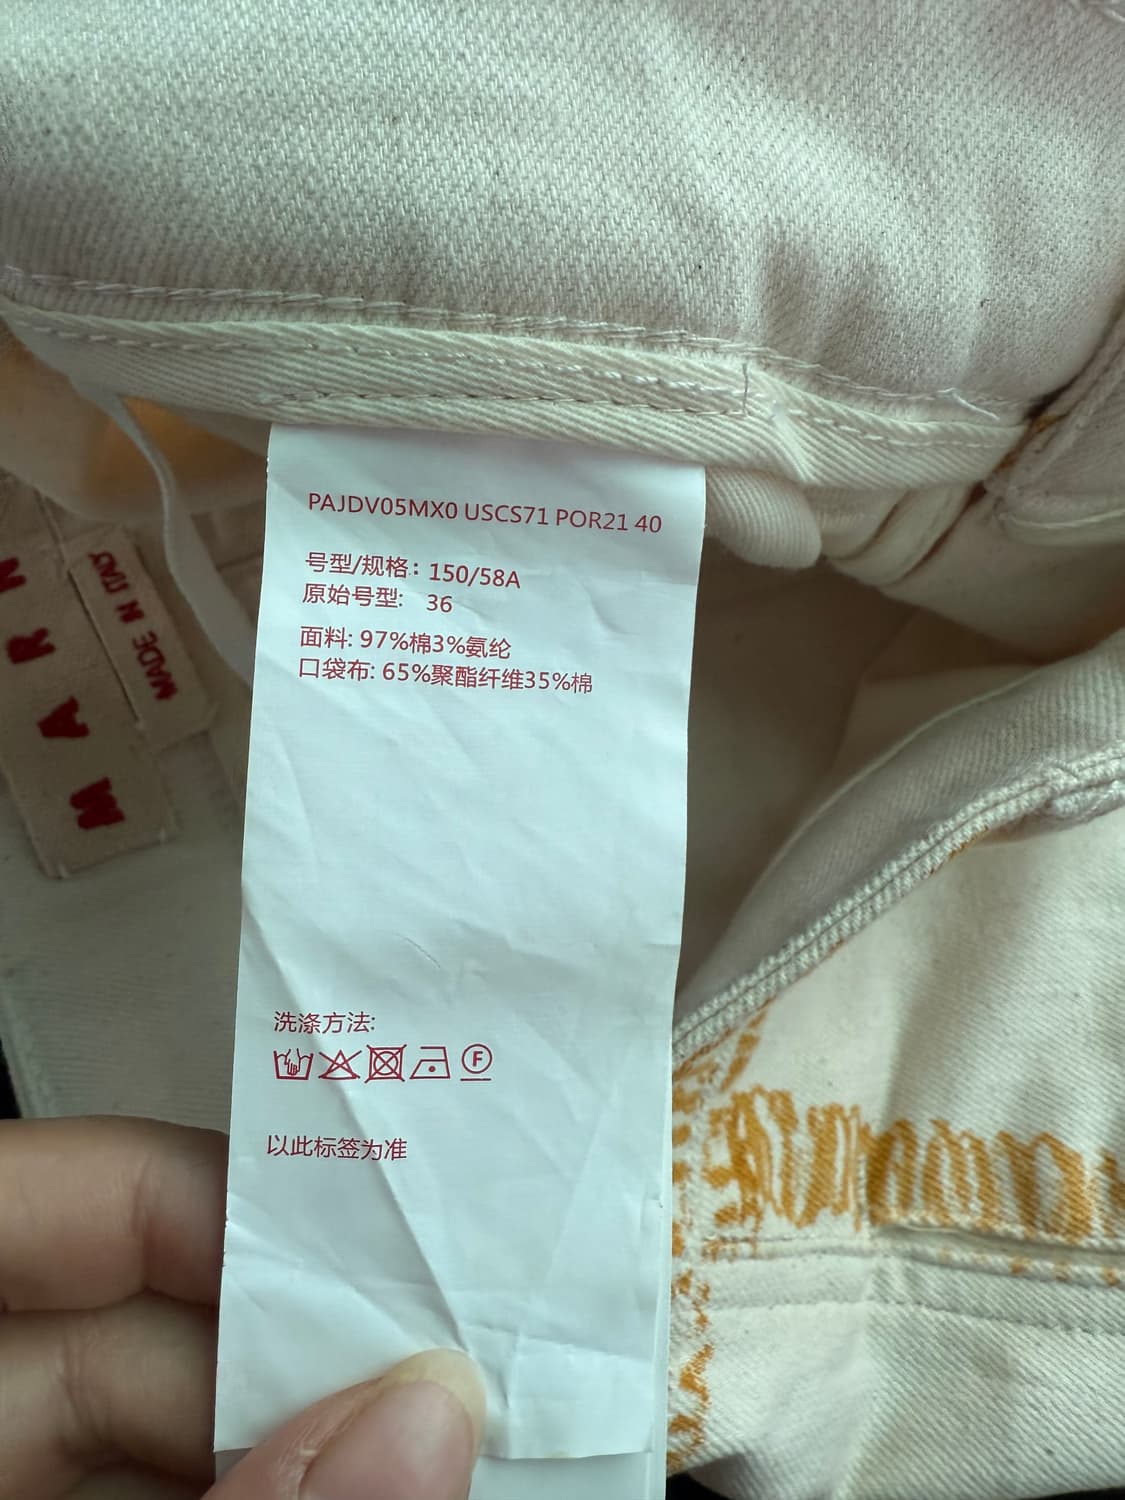 PAJDV05MX0 USCS71 POR21 40
号型/规格: 150/58A
原始号型: 36
面料: 97%棉3%氨纶
口袋布: 65%聚酯纤维35%棉
洗涤方法:
F
以此标签为准
MARN
MADE IN ITALY